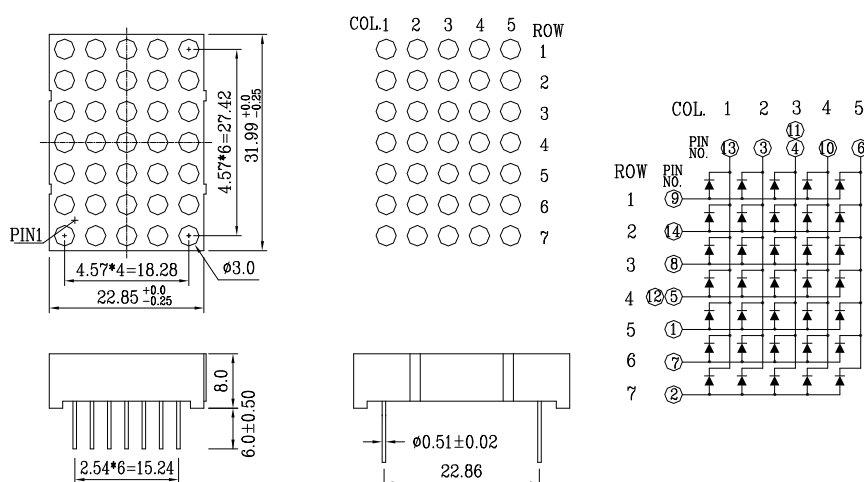 31.99 +0.0 -0.25
4.57*6=27.42
PIN1
ø3.0
4.57*4=18.28
22.85 +0.0 -0.25
COL.1 2 3 4 5
ROW
1
2
3
4
5
6
7
COL. 1 2 3 4 5
11
PIN NO. 13 3 4 10 6
ROW PIN NO.
1 9
2 14
3 8
4 12 5
5 1
6 7
7 2
8.0
6.0±0.50
2.54*6=15.24
ø0.51±0.02
22.86